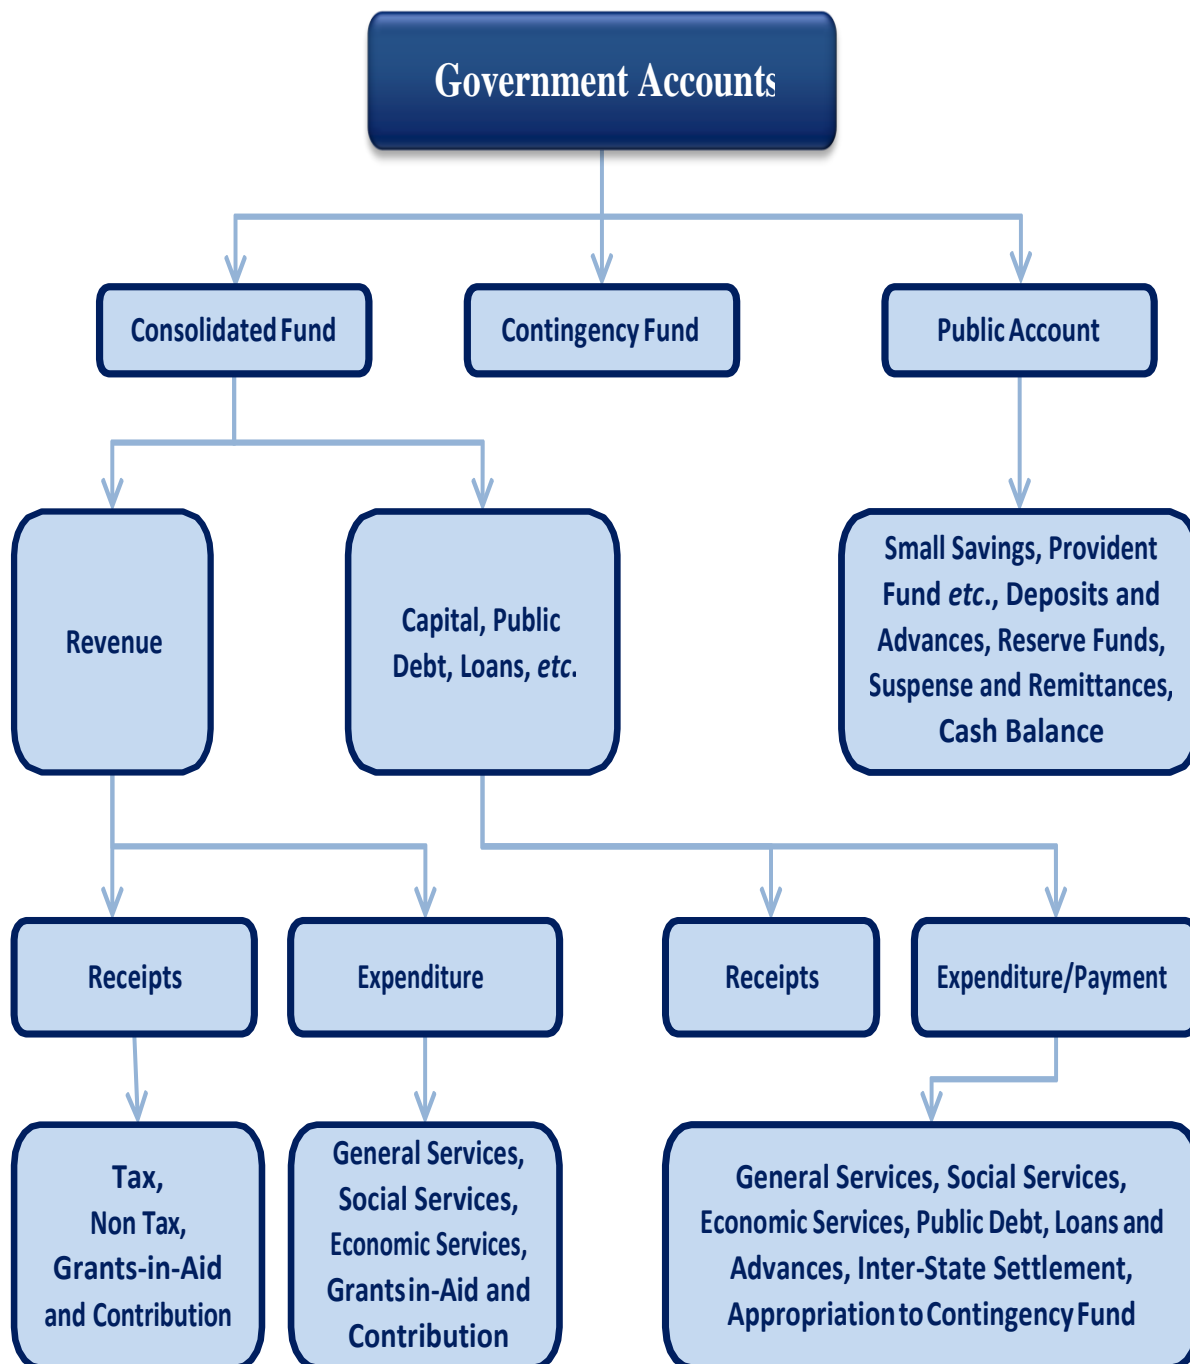 Government Accounts
Consolidated Fund
Contingency Fund
Public Account
Revenue
Capital, Public
Debt, Loans, etc.
Small Savings, Provident
Fund etc., Deposits and
Advances, Reserve Funds,
Suspense and Remittances,
Cash Balance
Receipts
Expenditure
Receipts
Expenditure/Payment
Tax,
Non Tax,
Grants-in-Aid
and Contribution
General Services,
Social Services,
Economic Services,
Grants in-Aid and
Contribution
General Services, Social Services,
Economic Services, Public Debt, Loans and
Advances, Inter-State Settlement,
Appropriation to Contingency Fund